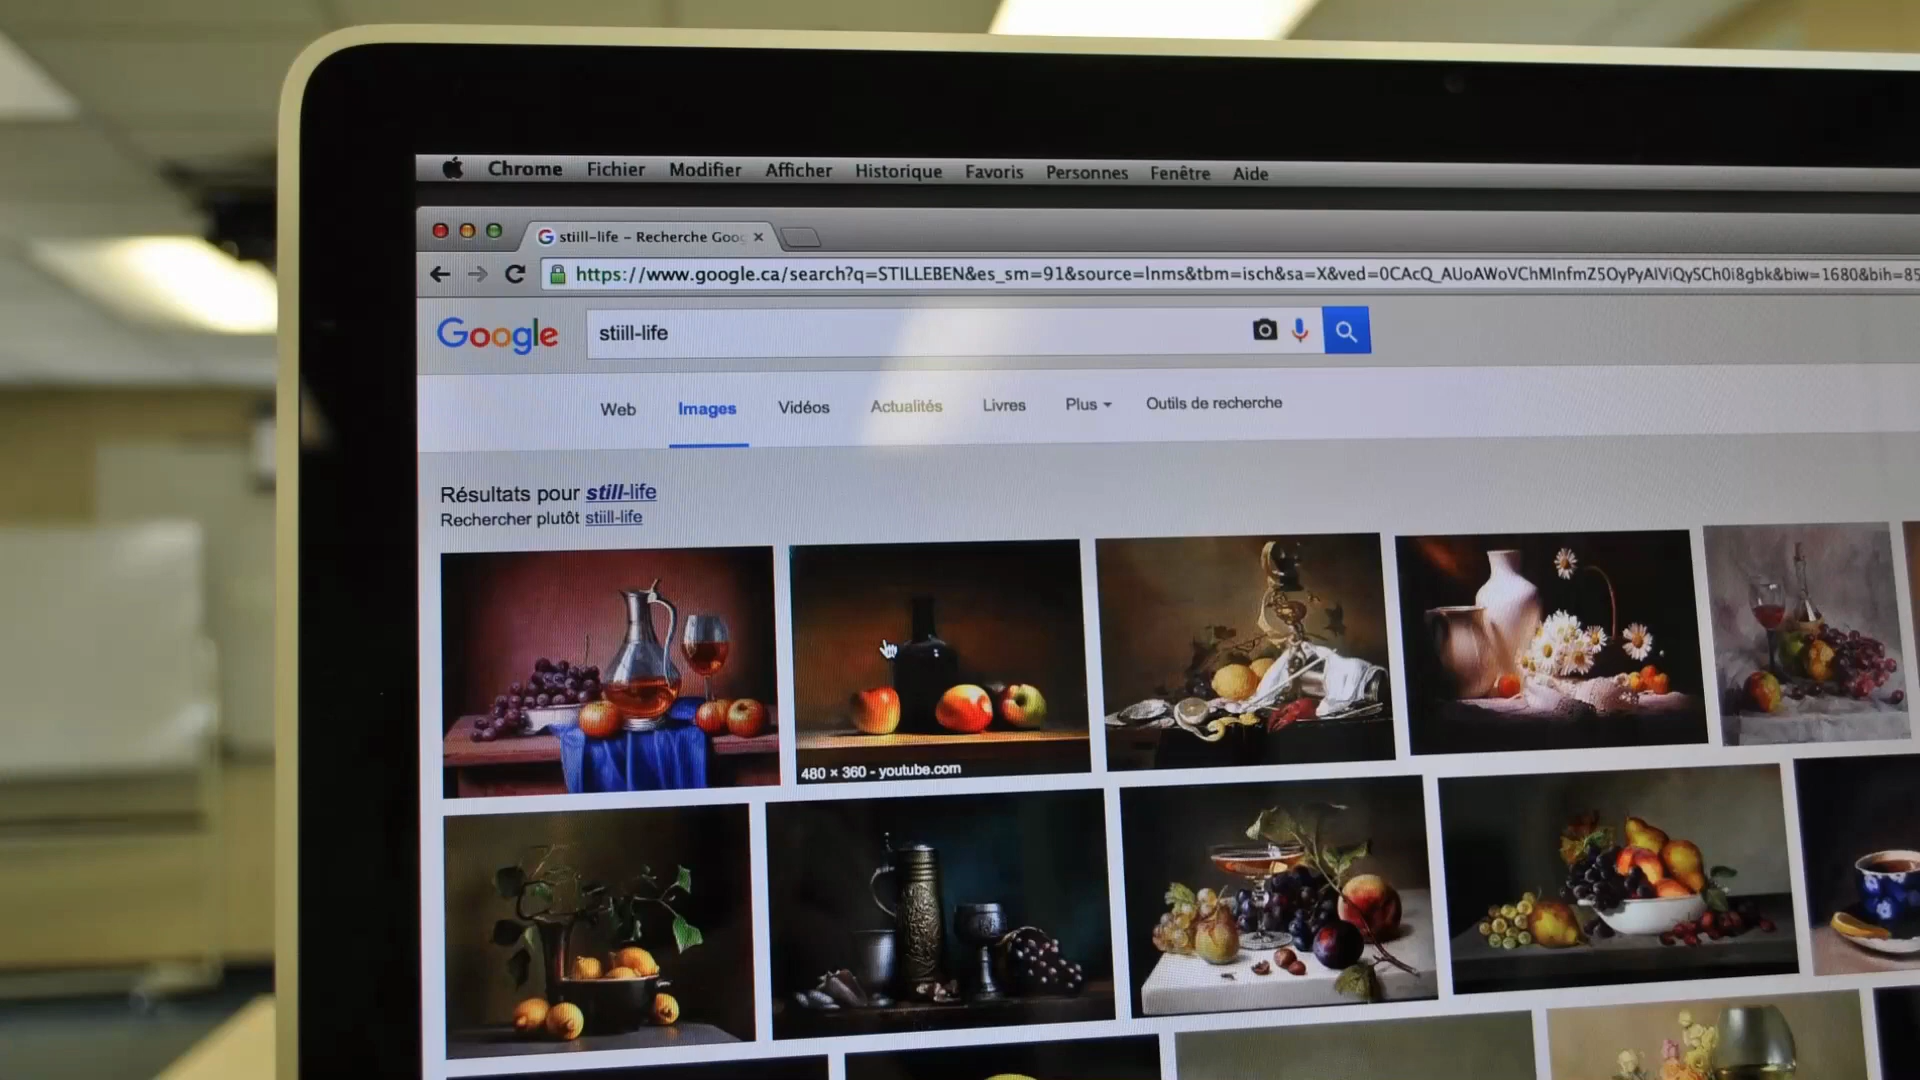 Chrome Fichier Modifier Afficher Historique Favoris Personnes Fenêtre Aide
stiill-life – Recherche Goo
https://www.google.ca/search?q=STILLEBEN&es_sm=91&source=lnms&tbm=isch&sa=X&ved=0CAcQ_AUoAWoVChMInfmZ5OyPyAIViQySCh0i8gbk&biw=1680&bih=85
Google stiill-life
Web Images Vidéos Actualités Livres Plus Outils de recherche
Résultats pour still-life
Rechercher plutôt stiill-life
480 × 360 - youtube.com